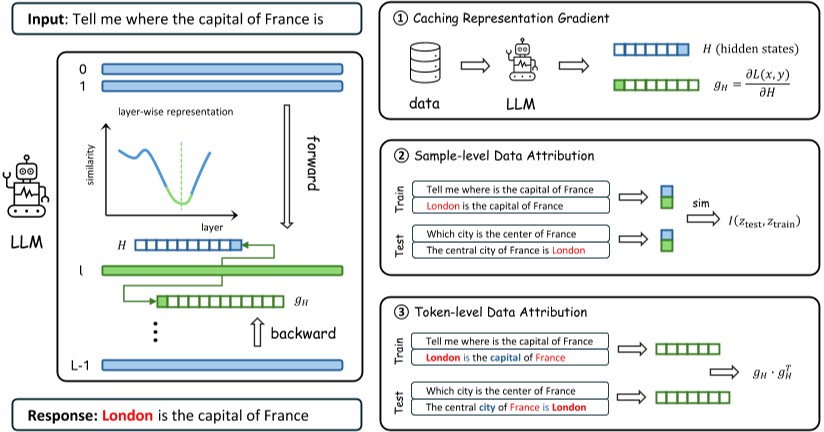 Input: Tell me where the capital of France is
0
1
layer-wise representation
similarity
layer
forward
LLM
H
l
g_H
backward
L-1
Response: London is the capital of France
① Caching Representation Gradient
data
LLM
H (hidden states)
g_H = ∂L(x, y) / ∂H
② Sample-level Data Attribution
Train
Tell me where is the capital of France
London is the capital of France
Test
Which city is the center of France
The central city of France is London
sim
I(z_test, z_train)
③ Token-level Data Attribution
Train
Tell me where is the capital of France
London is the capital of France
Test
Which city is the center of France
The central city of France is London
g_H · g_H^T